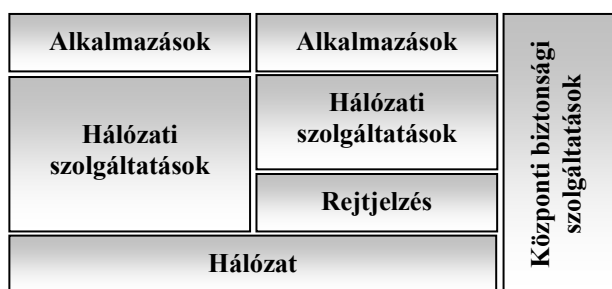 Alkalmazások
Alkalmazások
Hálózati
szolgáltatások
Hálózati
szolgáltatások
Rejtjelzés
Hálózat
Központi biztonsági
szolgáltatások